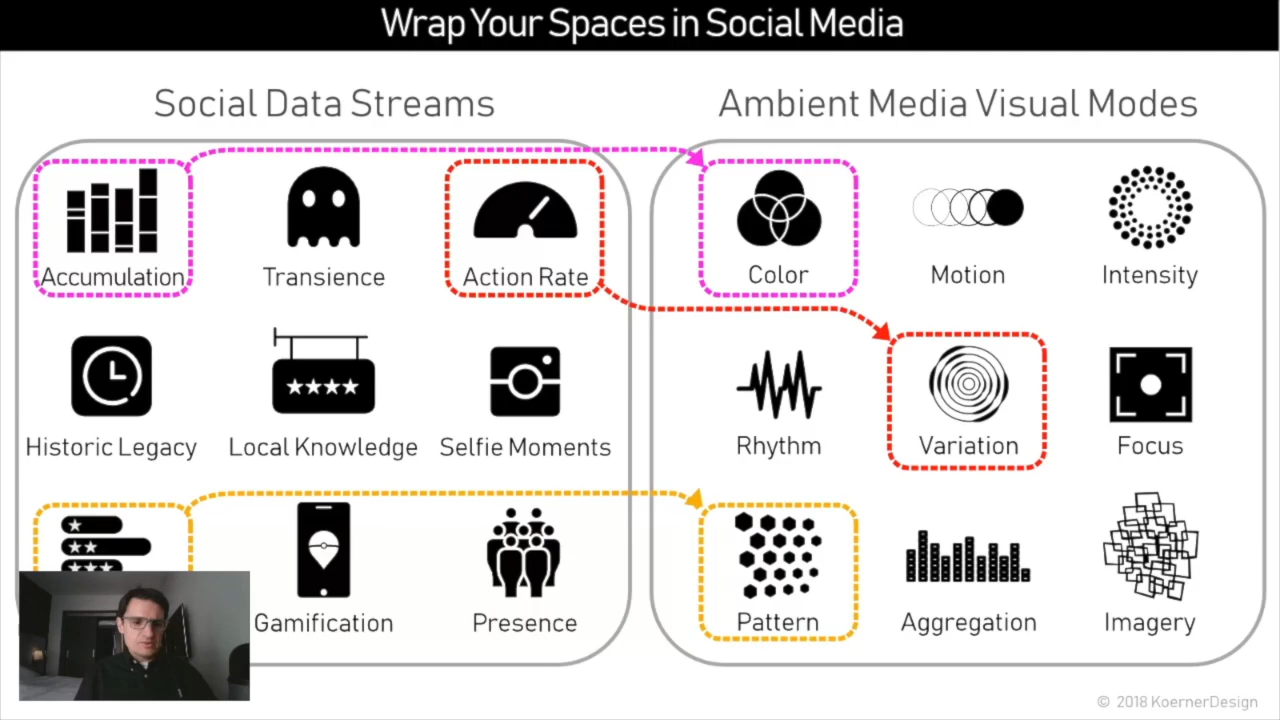 Wrap Your Spaces in Social Media
Social Data Streams
Accumulation
Transience
Action Rate
Historic Legacy
Local Knowledge
Selfie Moments
Gamification
Presence
Ambient Media Visual Modes
Color
Motion
Intensity
Rhythm
Variation
Focus
Pattern
Aggregation
Imagery
© 2018 KoernerDesign